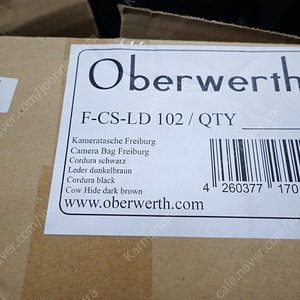 Oberwerth
F-CS-LD 102 / QTY
Kameratasche Freiburg
Camera Bag Freiburg
Cordura schwarz
Leder dunkelbraun
Cordura black
Cow Hide dark brown
www.oberwerth.com
4 260377 170